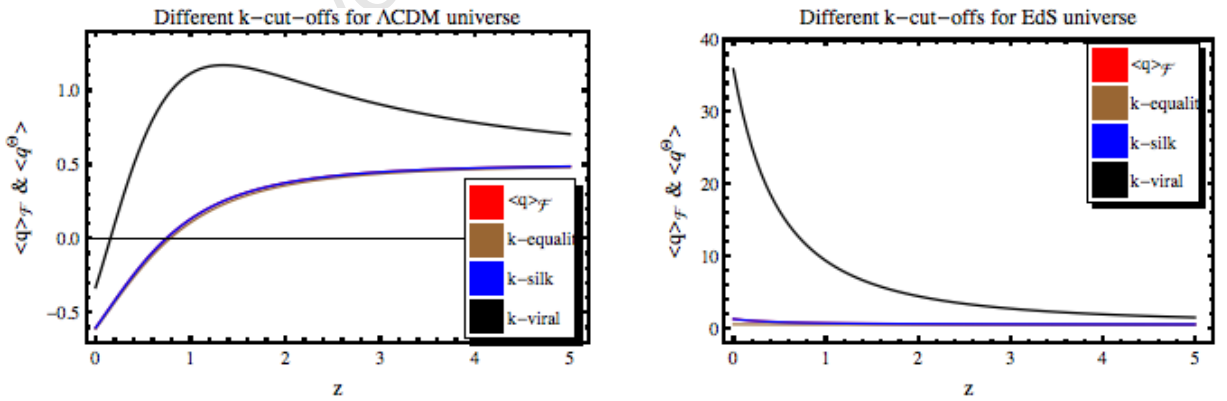 Different k-cut-offs for ΛCDM universe
<q>𝓕 & <q^Θ>
1.0
0.5
0.0
-0.5
0 1 2 3 4 5
z
<q>𝓕
k-equalit
k-silk
k-viral
Different k-cut-offs for EdS universe
<q>𝓕 & <q^Θ>
40
30
20
10
0
0 1 2 3 4 5
z
<q>𝓕
k-equalit
k-silk
k-viral